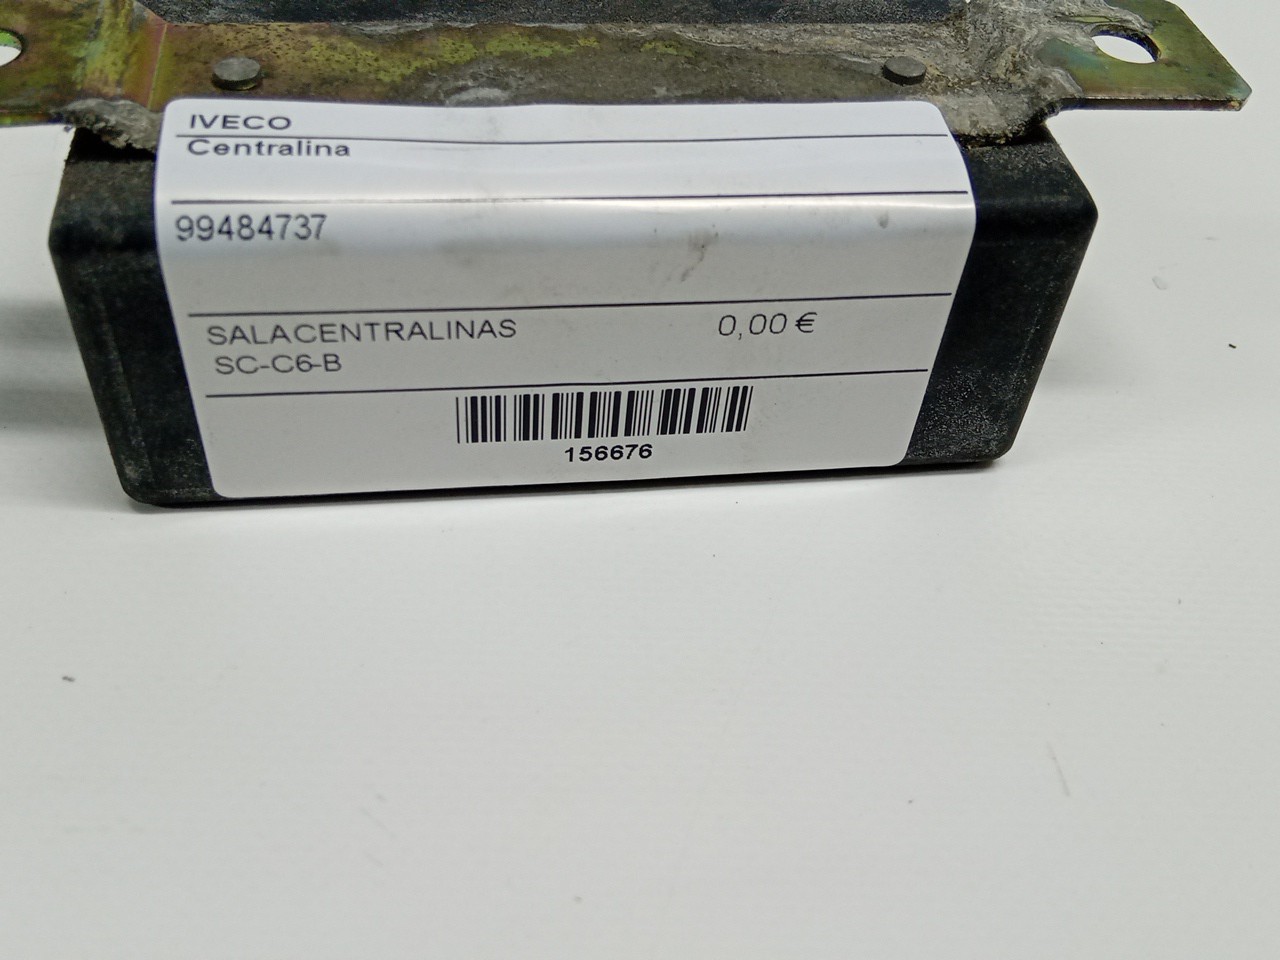 IVECO
Centralina
99484737
SALACENTRALINAS 0,00 €
SC-C6-B
156676